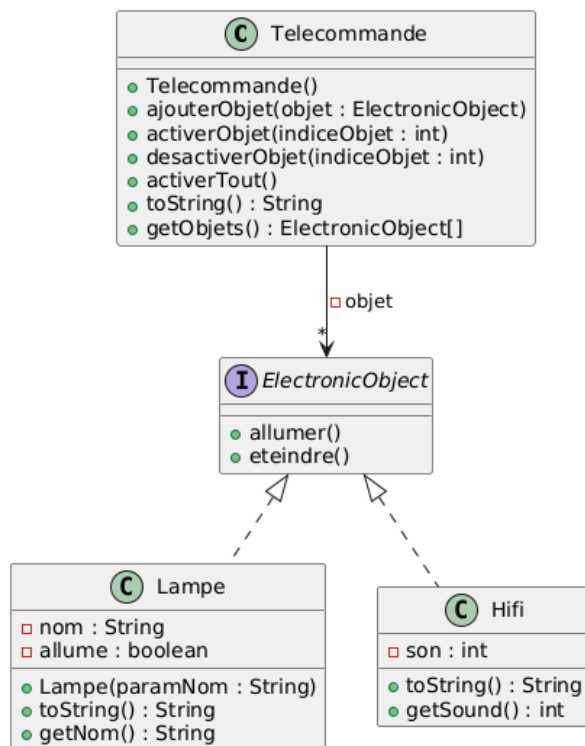 C Telecommande
Telecommande()
ajouterObjet(objet : ElectronicObject)
activerObjet(indiceObjet : int)
desactiverObjet(indiceObjet : int)
activerTout()
toString() : String
getObjets() : ElectronicObject[]
objet
*
I ElectronicObject
allumer()
eteindre()
C Lampe
nom : String
allume : boolean
Lampe(paramNom : String)
toString() : String
getNom() : String
C Hifi
son : int
toString() : String
getSound() : int